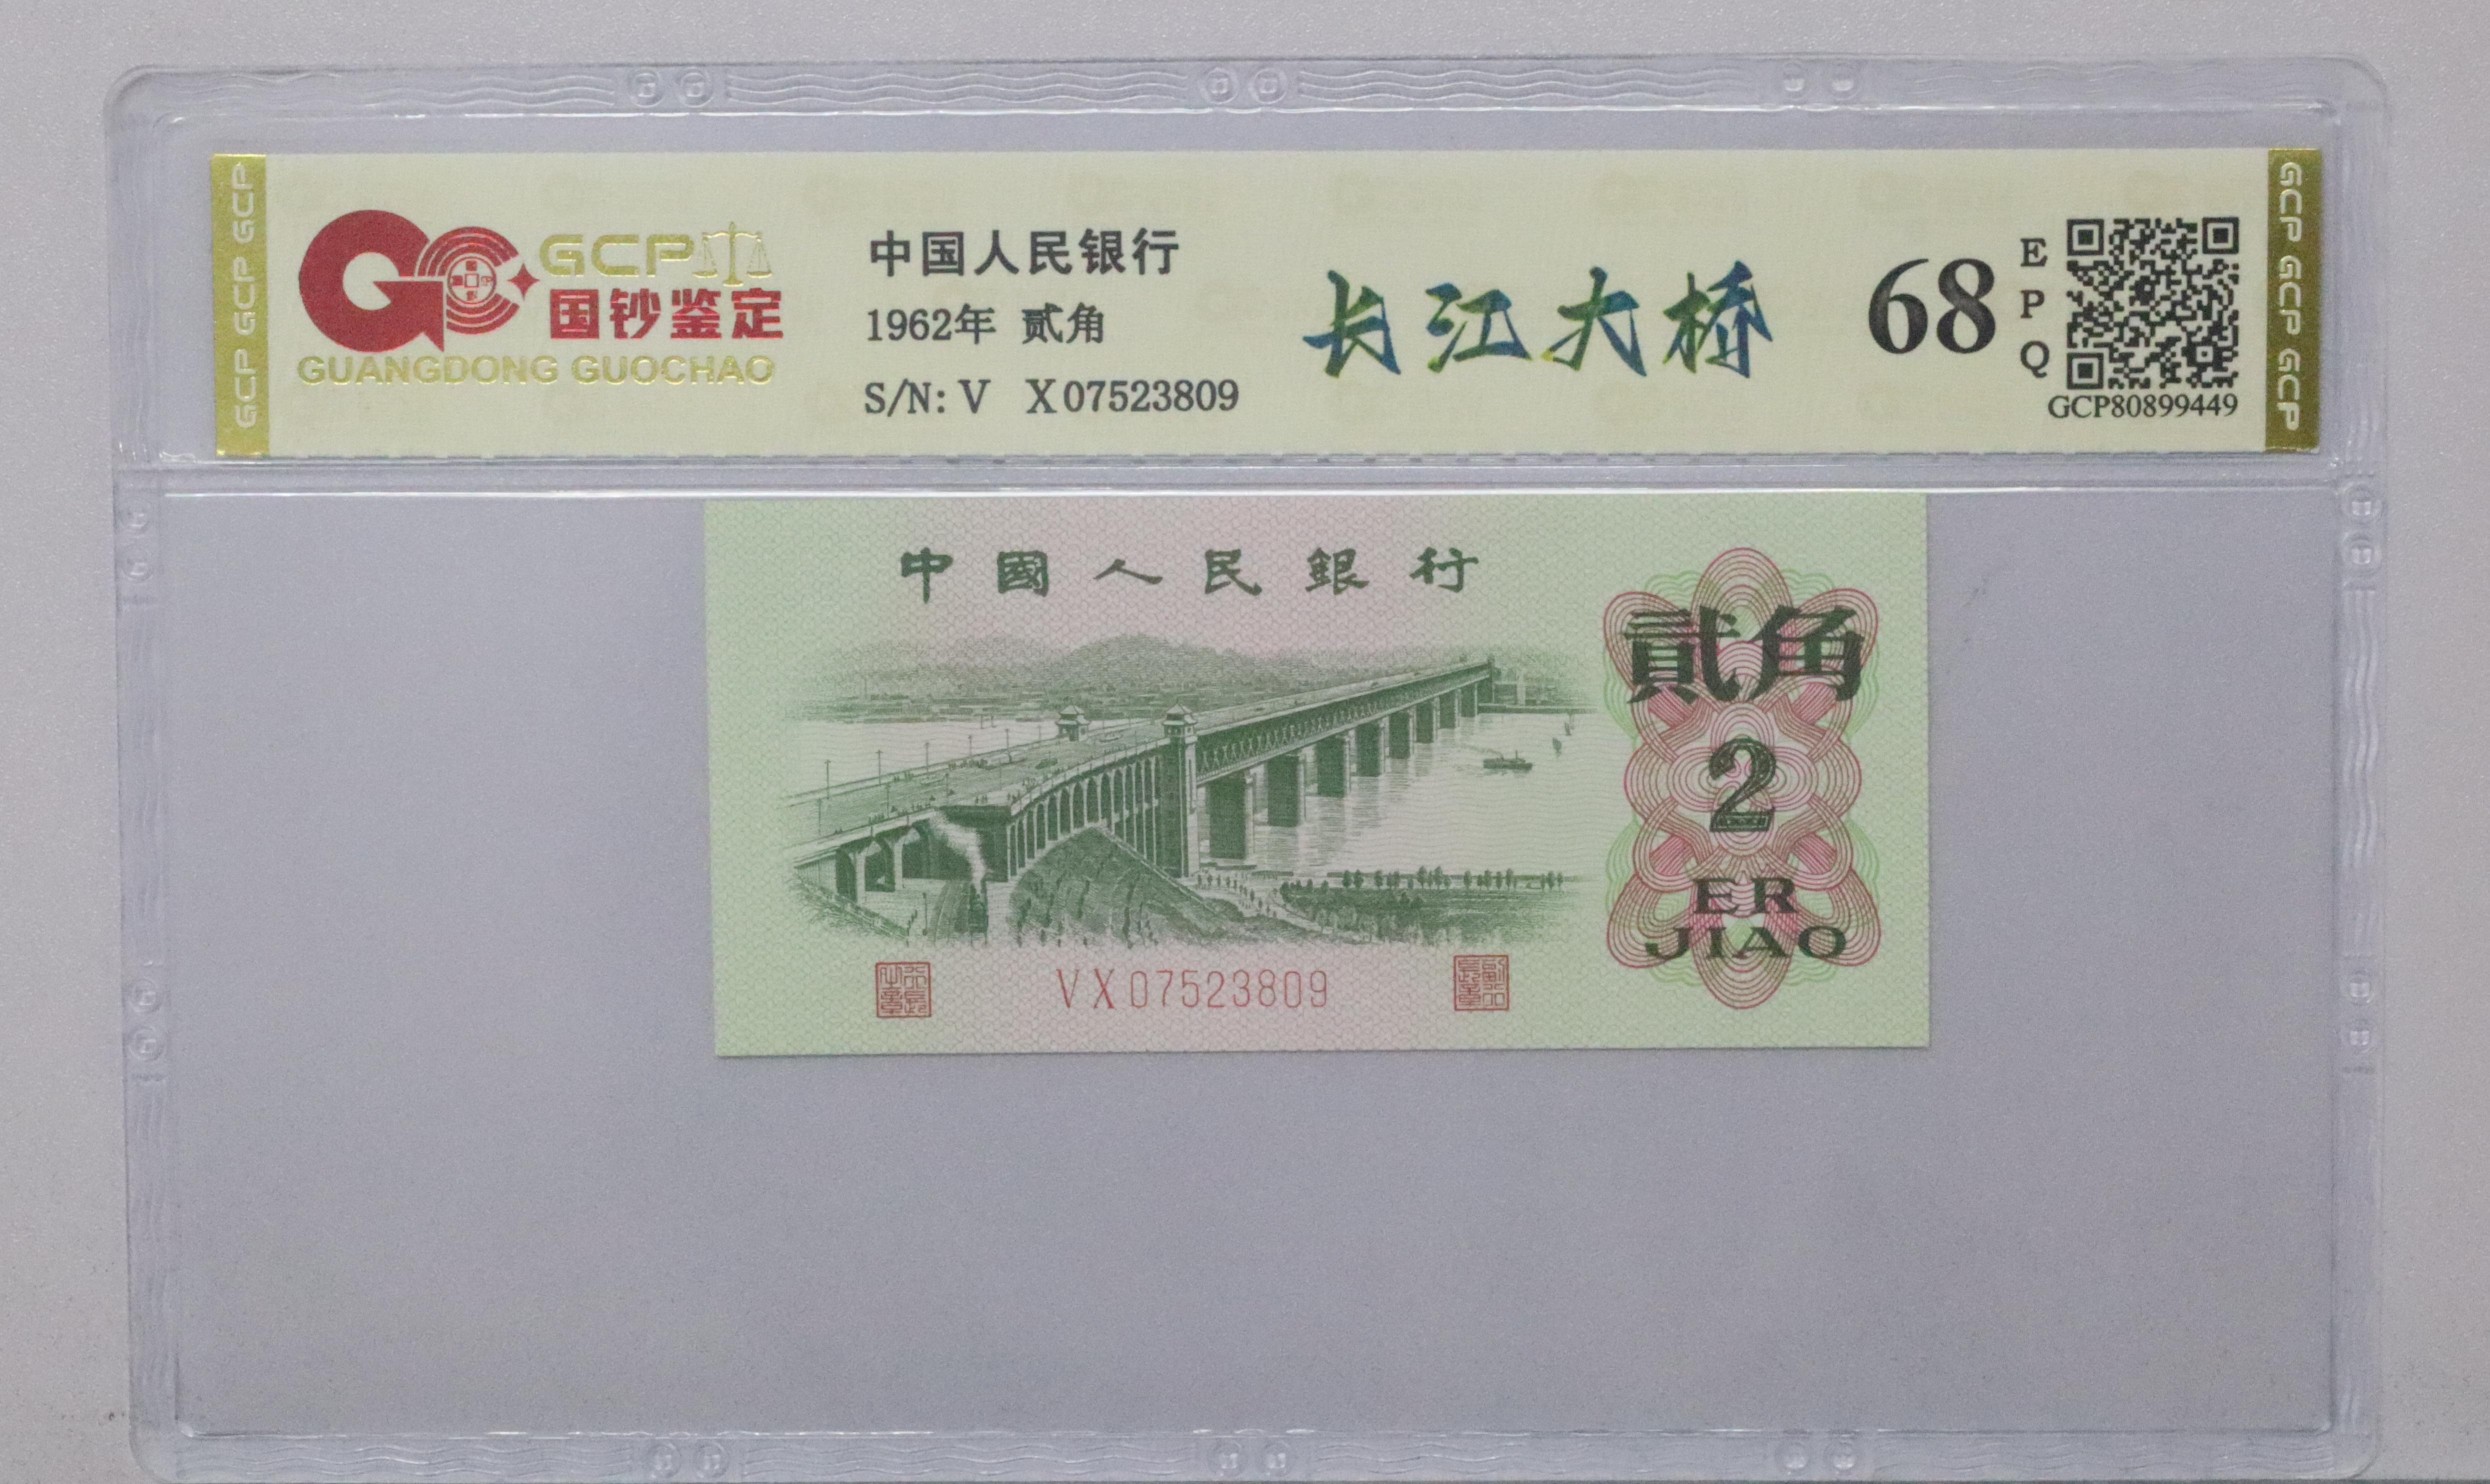 GCP GCP GCP
GCP
国钞鉴定
GUANGDONG GUOCHAO
中国人民银行
1962年 贰角
S/N: V X07523809
长江大桥
68
E
P
Q
GCP80899449
GCP GCP GCP
中國人民銀行
貳角
2
ER
JIAO
VX07523809